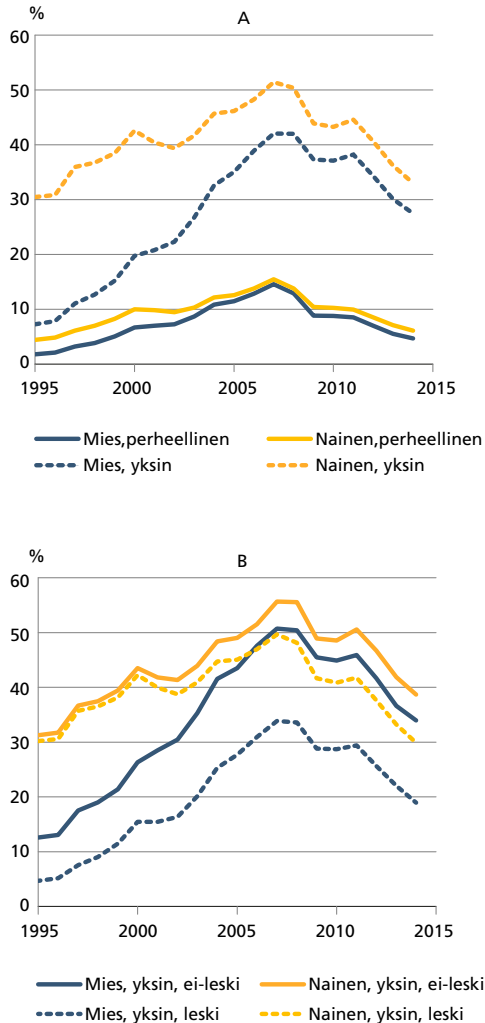 %
A
60
50
40
30
20
10
0
1995 2000 2005 2010 2015
Mies,perheellinen Nainen,perheellinen
Mies, yksin Nainen, yksin
%
B
60
50
40
30
20
10
0
1995 2000 2005 2010 2015
Mies, yksin, ei-leski Nainen, yksin, ei-leski
Mies, yksin, leski Nainen, yksin, leski